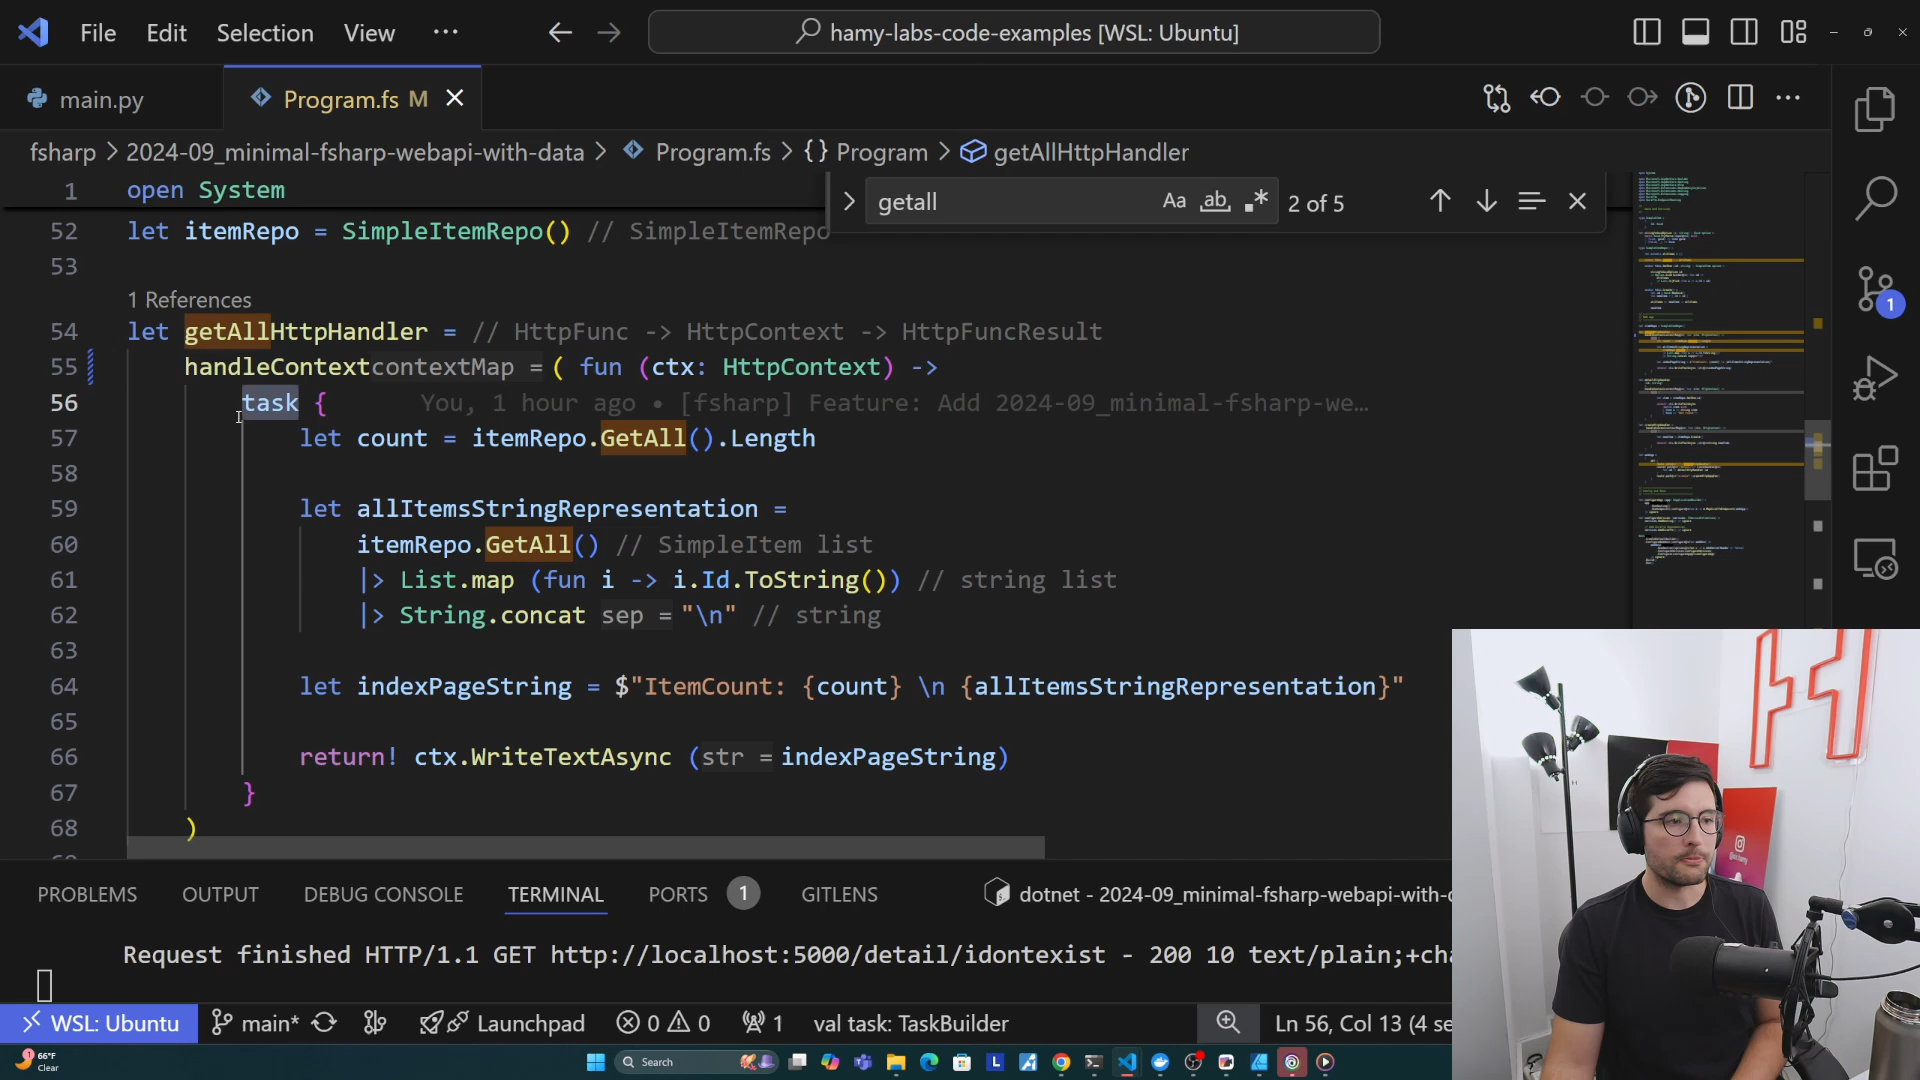 File Edit Selection View ···
hamy-labs-code-examples [WSL: Ubuntu]
main.py
Program.fs M
fsharp > 2024-09_minimal-fsharp-webapi-with-data > Program.fs > {} Program > getAllHttpHandler
getall Aa ab .* 2 of 5
1 open System
52 let itemRepo = SimpleItemRepo() // SimpleItemRepo
53
1 References
54 let getAllHttpHandler = // HttpFunc -> HttpContext -> HttpFuncResult
55 handleContext contextMap = ( fun (ctx: HttpContext) ->
56 task { You, 1 hour ago • [fsharp] Feature: Add 2024-09_minimal-fsharp-we…
57 let count = itemRepo.GetAll().Length
58
59 let allItemsStringRepresentation =
60 itemRepo.GetAll() // SimpleItem list
61 |> List.map (fun i -> i.Id.ToString()) // string list
62 |> String.concat sep = "\n" // string
63
64 let indexPageString = $"ItemCount: {count} \n {allItemsStringRepresentation}"
65
66 return! ctx.WriteTextAsync (str = indexPageString)
67 }
68 )
1
PROBLEMS OUTPUT DEBUG CONSOLE TERMINAL PORTS 1 GITLENS
dotnet - 2024-09_minimal-fsharp-webapi-with-
Request finished HTTP/1.1 GET http://localhost:5000/detail/idontexist - 200 10 text/plain;+cha
WSL: Ubuntu main* Launchpad 0 0 1 val task: TaskBuilder Ln 56, Col 13 (4 se
1 66°F
Clear
Search